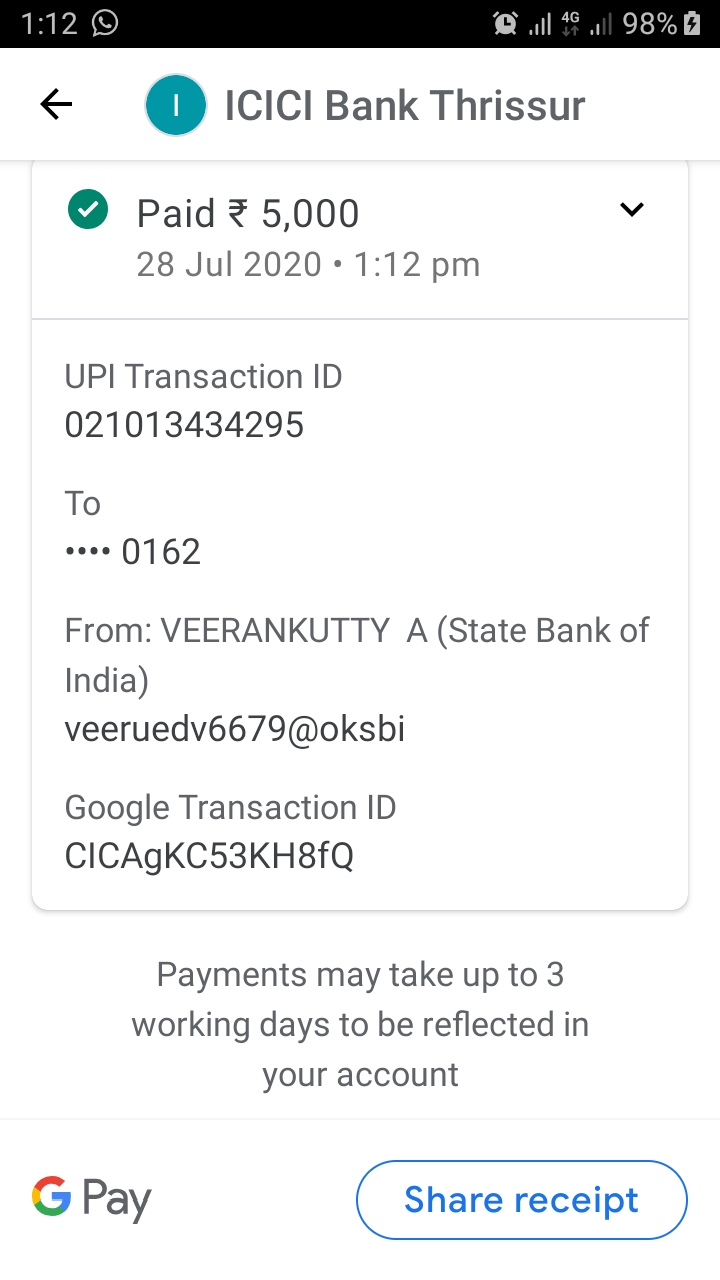 1:12 4G 98%
I ICICI Bank Thrissur
Paid ₹ 5,000
28 Jul 2020 • 1:12 pm
UPI Transaction ID
021013434295
To
•••• 0162
From: VEERANKUTTY A (State Bank of
India)
veeruedv6679@oksbi
Google Transaction ID
CICAgKC53KH8fQ
Payments may take up to 3
working days to be reflected in
your account
G Pay
Share receipt